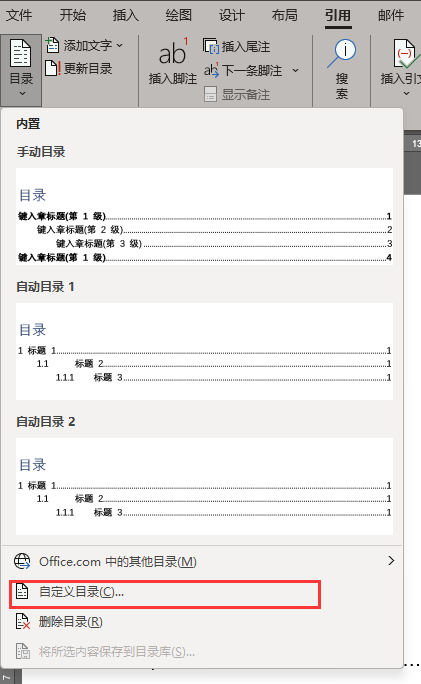 文件 开始 插入 绘图 设计 布局 引用 邮件
目录
添加文字
更新目录
ab1
插入脚注
插入尾注
下一条脚注
显示备注
搜索
插入引文
13
内置
手动目录
目录
键入章标题(第 1 级)...1
键入章标题(第 2 级)...2
键入章标题(第 3 级)...3
键入章标题(第 1 级)...4
自动目录 1
目录
1 标题 1...1
1.1 标题 2...1
1.1.1 标题 3...1
自动目录 2
目录
1 标题 1...1
1.1 标题 2...1
1.1.1 标题 3...1
Office.com 中的其他目录(M)
自定义目录(C)...
删除目录(R)
将所选内容保存到目录库(S)...
7